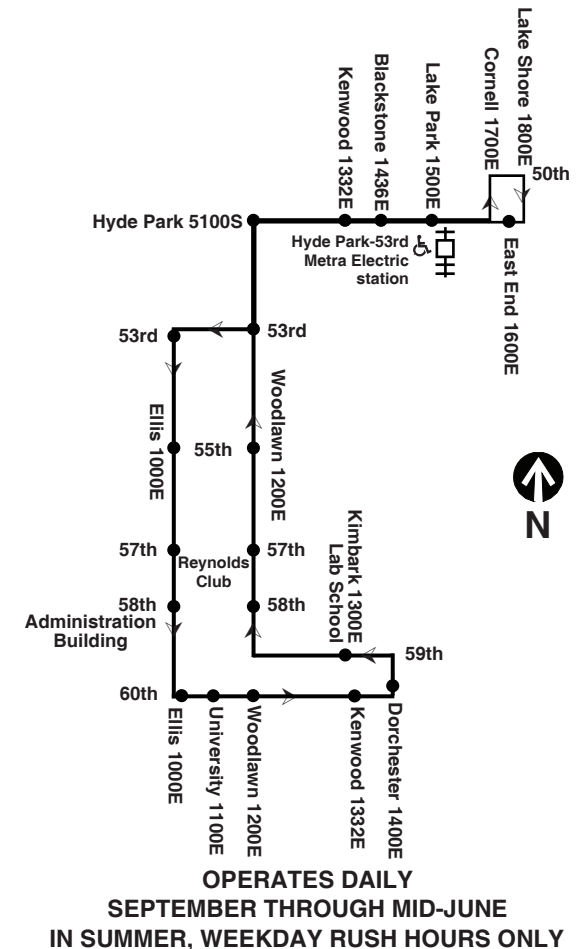 Kenwood 1332E
Blackstone 1436E
Lake Park 1500E
Cornell 1700E
Lake Shore 1800E
50th
Hyde Park 5100S
Hyde Park-53rd
Metra Electric
station
East End 1600E
53rd
53rd
Ellis 1000E
55th
Woodlawn 1200E
N
57th
Reynolds
Club
57th
Kimbark 1300E
Lab School
58th
Administration
Building
58th
59th
60th
Ellis 1000E
University 1100E
Woodlawn 1200E
Kenwood 1332E
Dorchester 1400E
OPERATES DAILY
SEPTEMBER THROUGH MID-JUNE
IN SUMMER, WEEKDAY RUSH HOURS ONLY